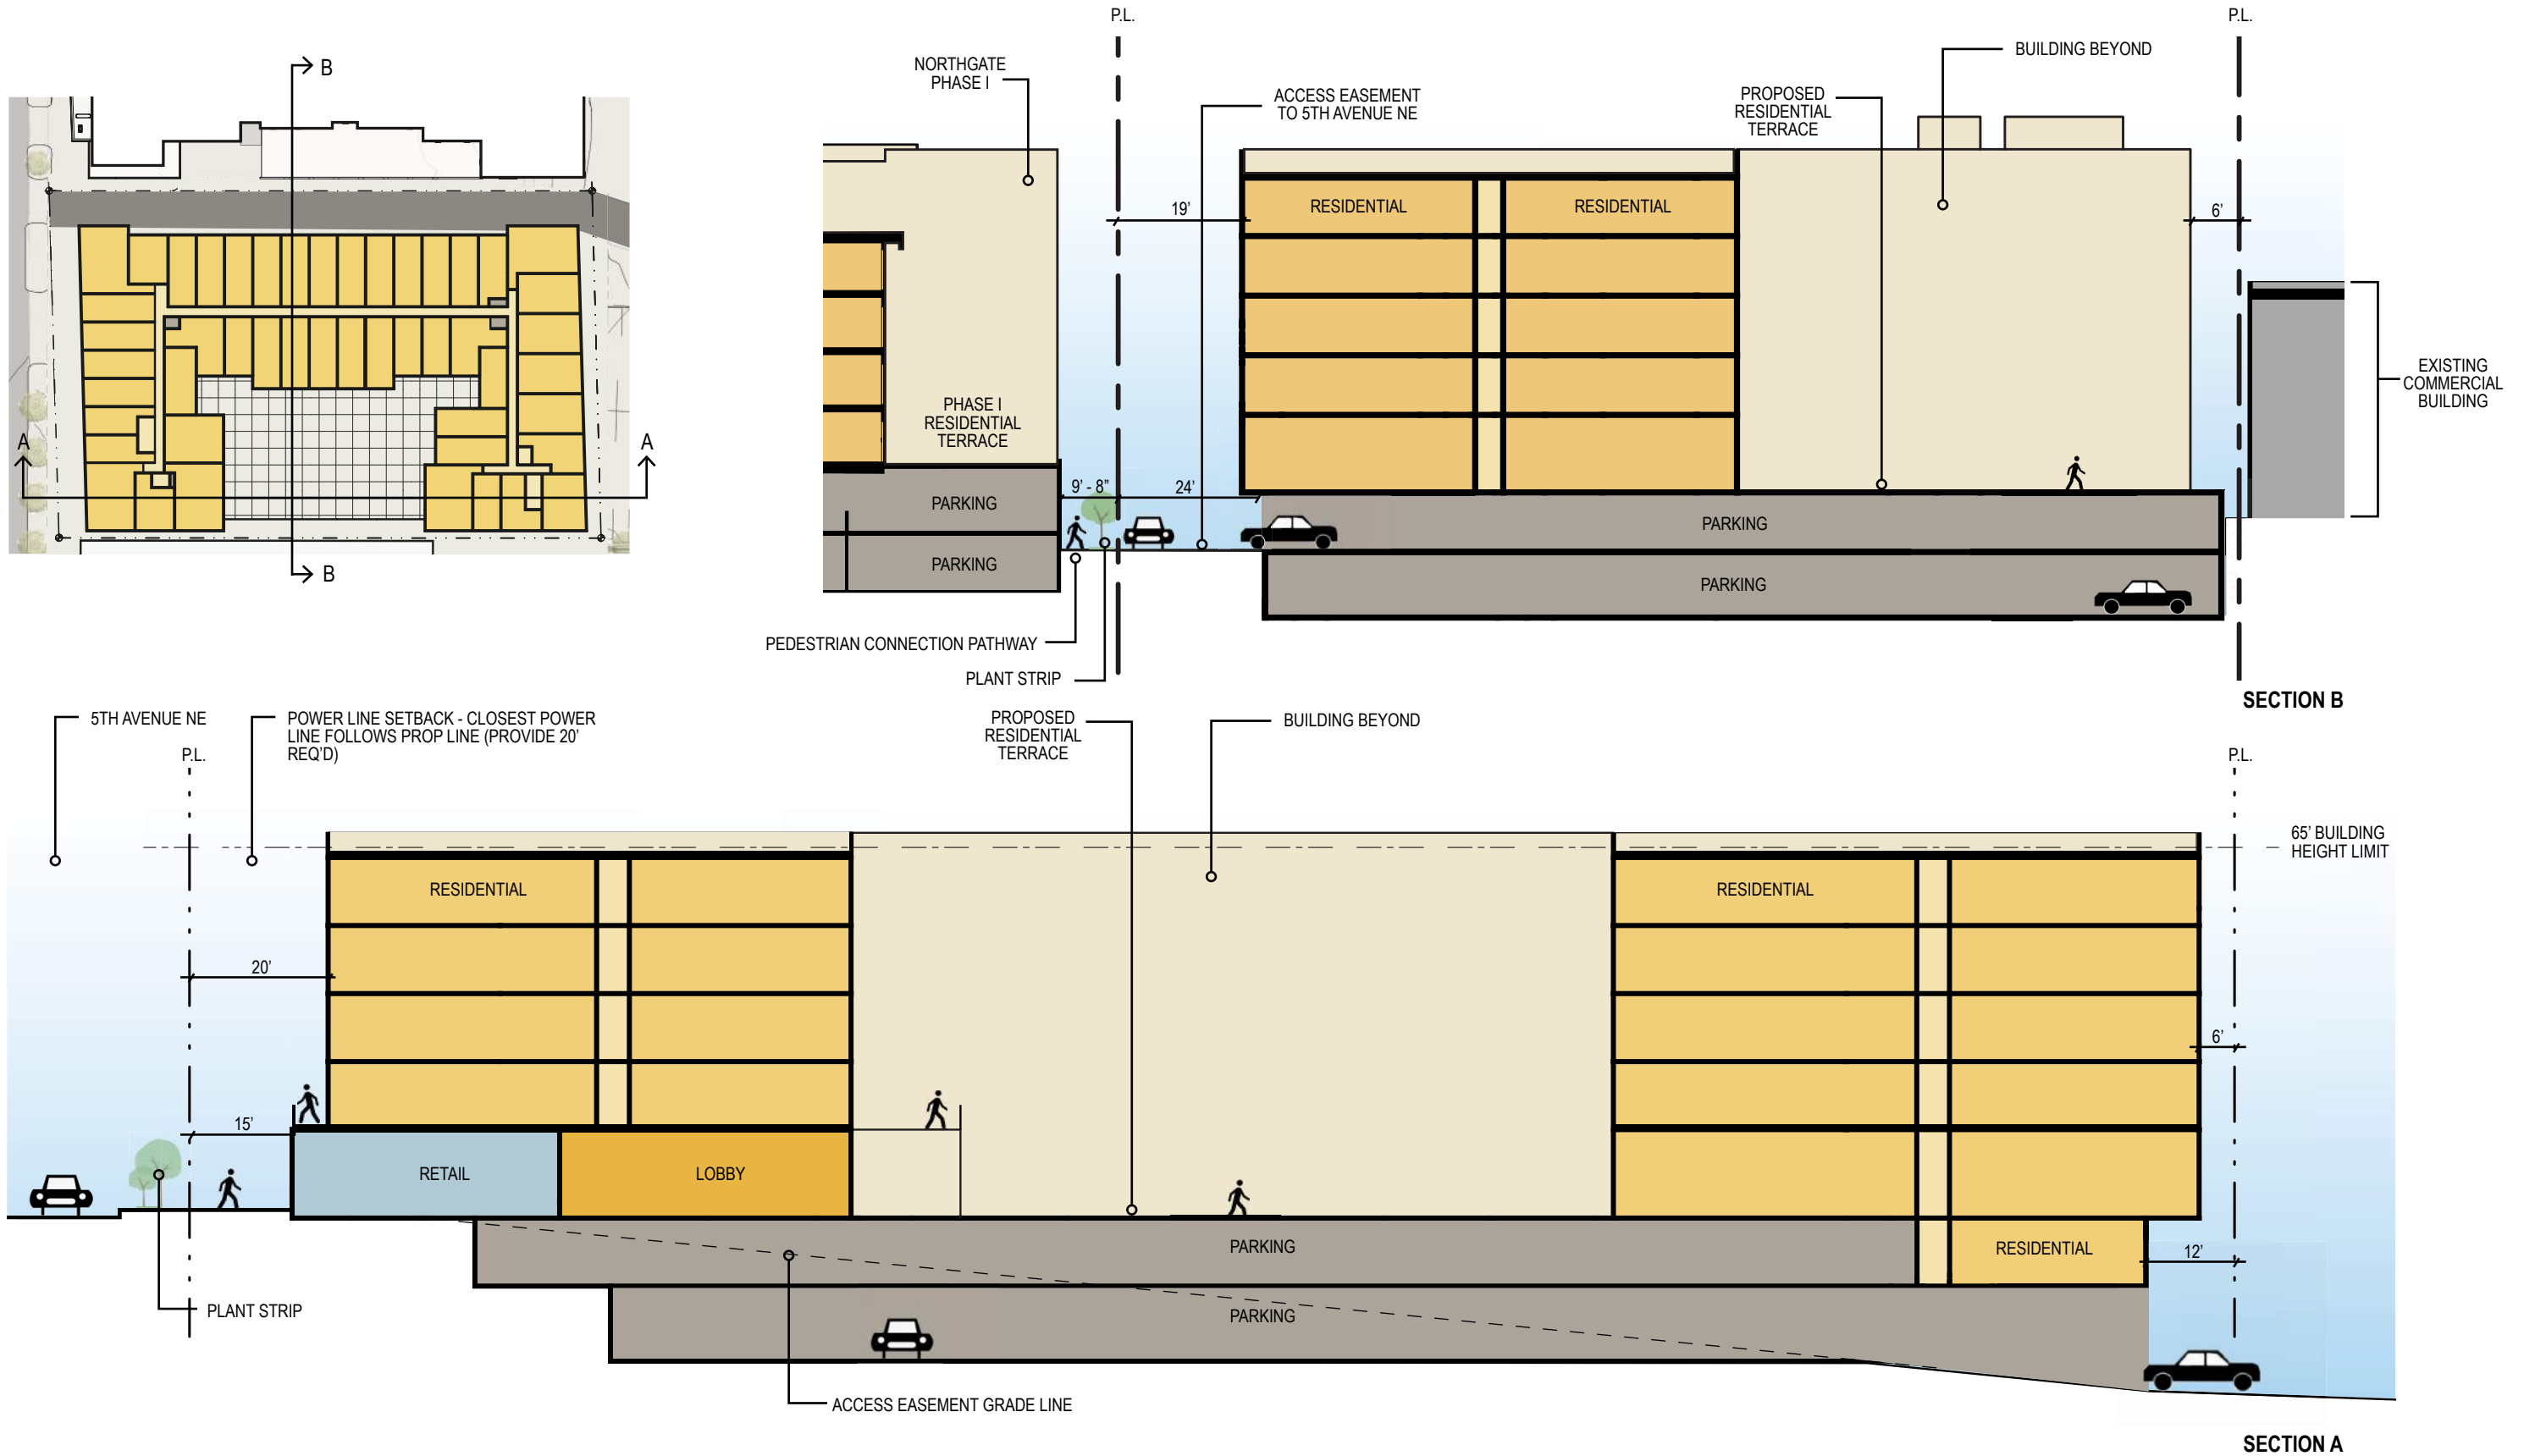 P.L.
P.L.
NORTHGATE
PHASE I
ACCESS EASEMENT
TO 5TH AVENUE NE
PROPOSED
RESIDENTIAL
TERRACE
BUILDING BEYOND
B
B
A
A
19'
RESIDENTIAL
RESIDENTIAL
6'
EXISTING
COMMERCIAL
BUILDING
PHASE I
RESIDENTIAL
TERRACE
9' - 8"
24'
PARKING
PARKING
PARKING
PARKING
PEDESTRIAN CONNECTION PATHWAY
PLANT STRIP
SECTION B
5TH AVENUE NE
POWER LINE SETBACK - CLOSEST POWER
LINE FOLLOWS PROP LINE (PROVIDE 20'
REQ'D)
P.L.
PROPOSED
RESIDENTIAL
TERRACE
BUILDING BEYOND
P.L.
65' BUILDING
HEIGHT LIMIT
RESIDENTIAL
RESIDENTIAL
20'
6'
15'
RETAIL
LOBBY
PARKING
RESIDENTIAL
12'
PLANT STRIP
PARKING
ACCESS EASEMENT GRADE LINE
SECTION A